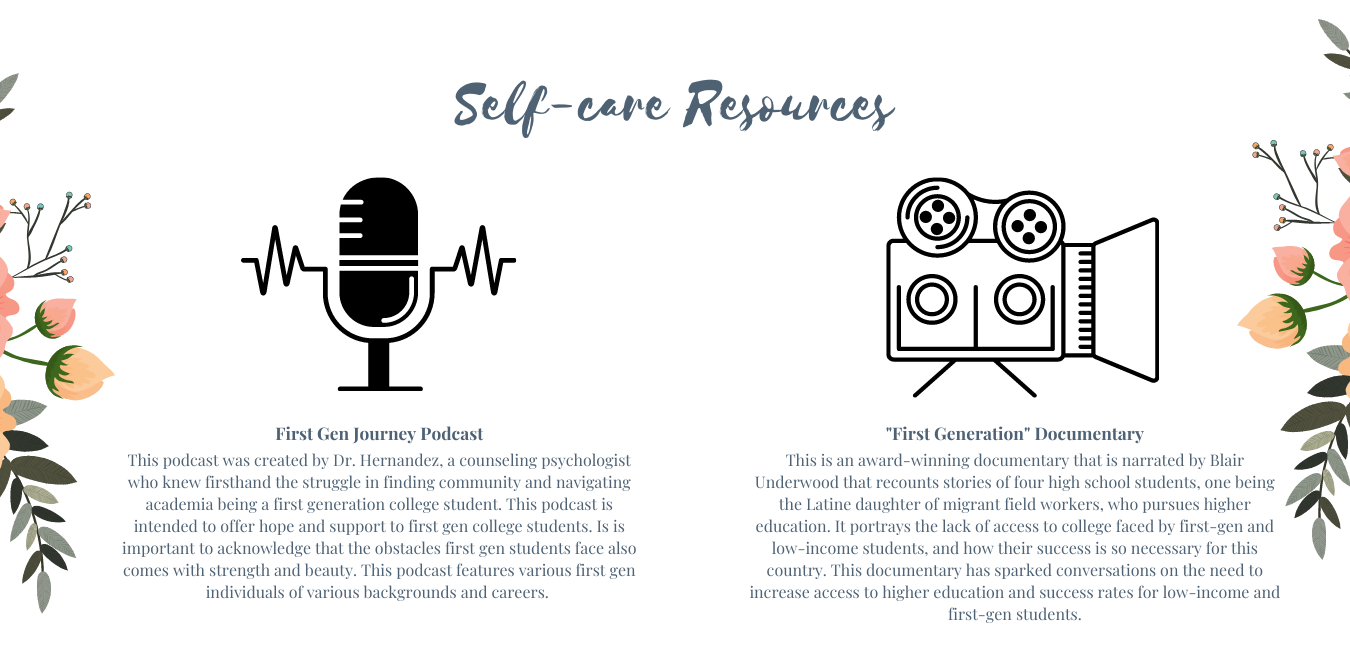 Self-care Resources
First Gen Journey Podcast
This podcast was created by Dr. Hernandez, a counseling psychologist
who knew firsthand the struggle in finding community and navigating
academia being a first generation college student. This podcast is
intended to offer hope and support to first gen college students. Is is
important to acknowledge that the obstacles first gen students face also
comes with strength and beauty. This podcast features various first gen
individuals of various backgrounds and careers.
"First Generation" Documentary
This is an award-winning documentary that is narrated by Blair
Underwood that recounts stories of four high school students, one being
the Latine daughter of migrant field workers, who pursues higher
education. It portrays the lack of access to college faced by first-gen and
low-income students, and how their success is so necessary for this
country. This documentary has sparked conversations on the need to
increase access to higher education and success rates for low-income and
first-gen students.